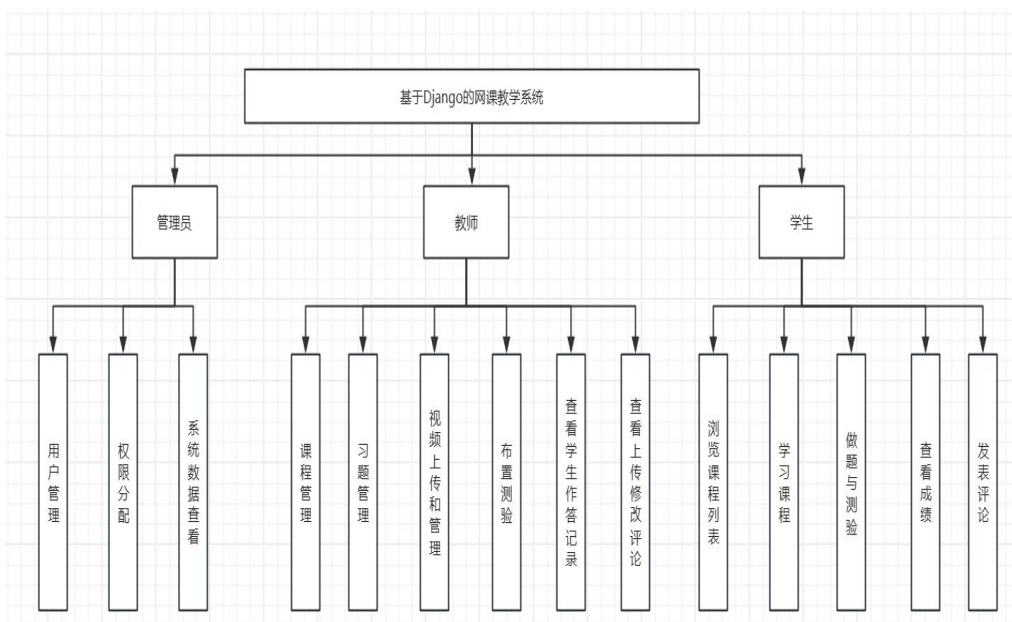 基于Django的网课教学系统
管理员
教师
学生
用户管理
权限分配
系统数据查看
课程管理
习题管理
视频上传和管理
布置测验
查看学生作答记录
查看上传修改评论
浏览课程列表
学习课程
做题与测验
查看成绩
发表评论